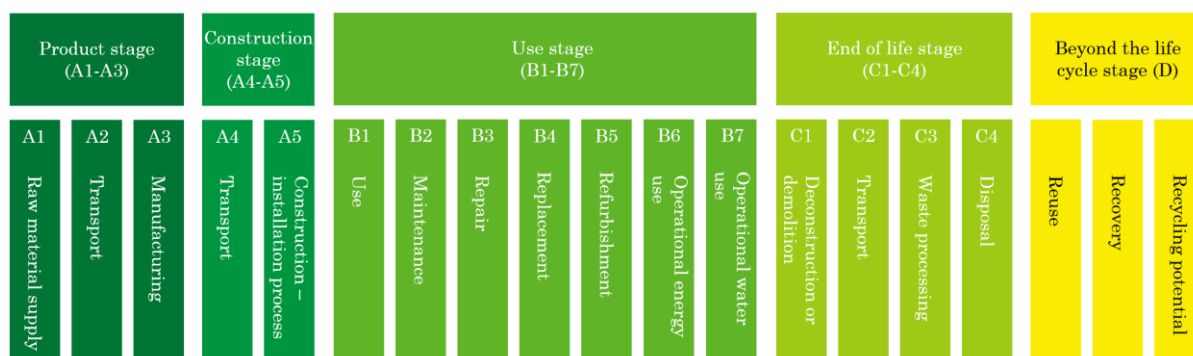 Product stage
(A1-A3)
Construction
stage
(A4-A5)
Use stage
(B1-B7)
End of life stage
(C1-C4)
Beyond the life
cycle stage (D)
A1
Raw material supply
A2
Transport
A3
Manufacturing
A4
Transport
A5
Construction –
installation process
B1
Use
B2
Maintenance
B3
Repair
B4
Replacement
B5
Refurbishment
B6
Operational energy
use
B7
Operational water
use
C1
Deconstruction or
demolition
C2
Transport
C3
Waste processing
C4
Disposal
Reuse
Recovery
Recycling potential